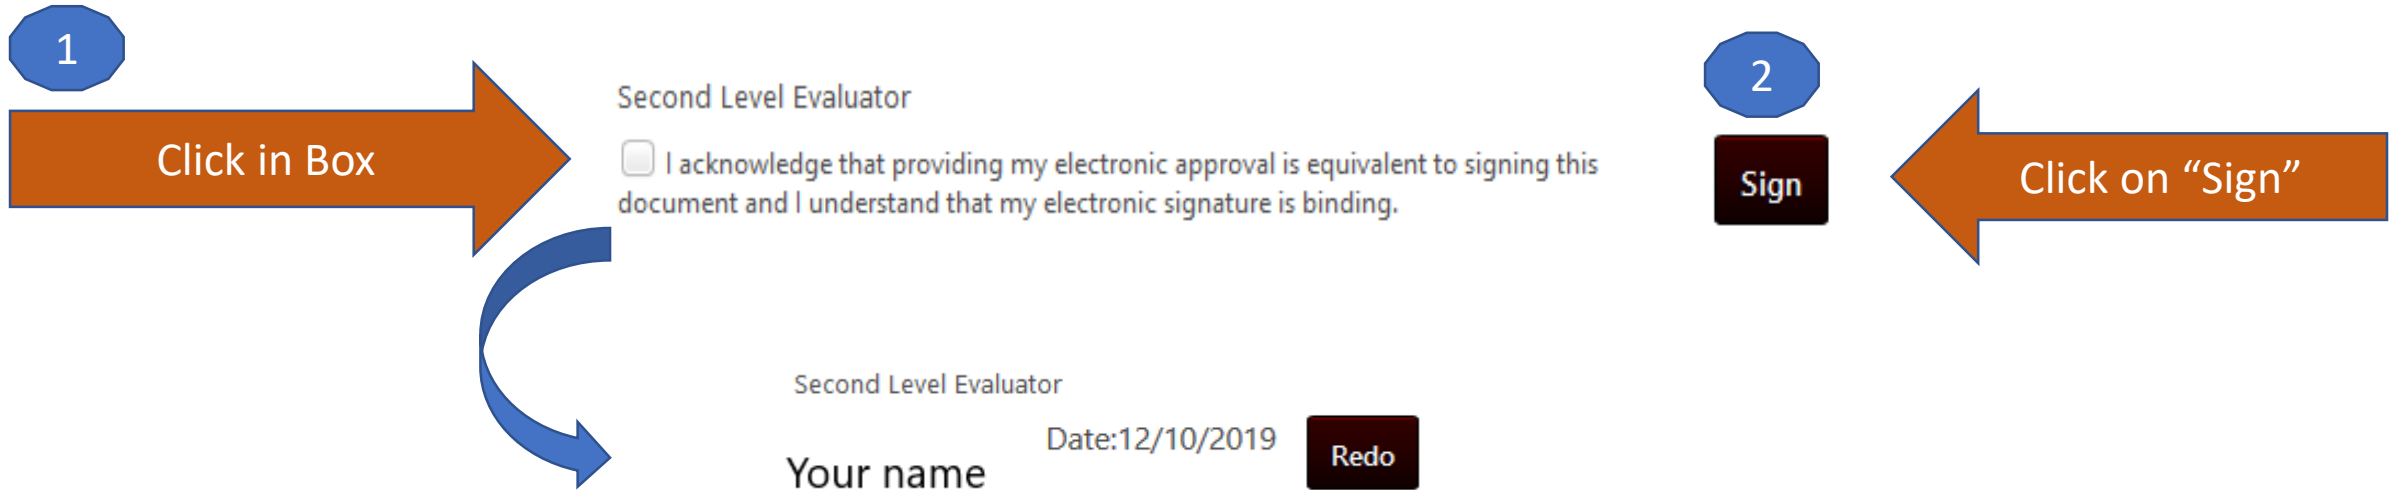 1
Click in Box
Second Level Evaluator
I acknowledge that providing my electronic approval is equivalent to signing this
document and I understand that my electronic signature is binding.
2
Sign
Click on “Sign”
Second Level Evaluator
Date:12/10/2019
Your name
Redo